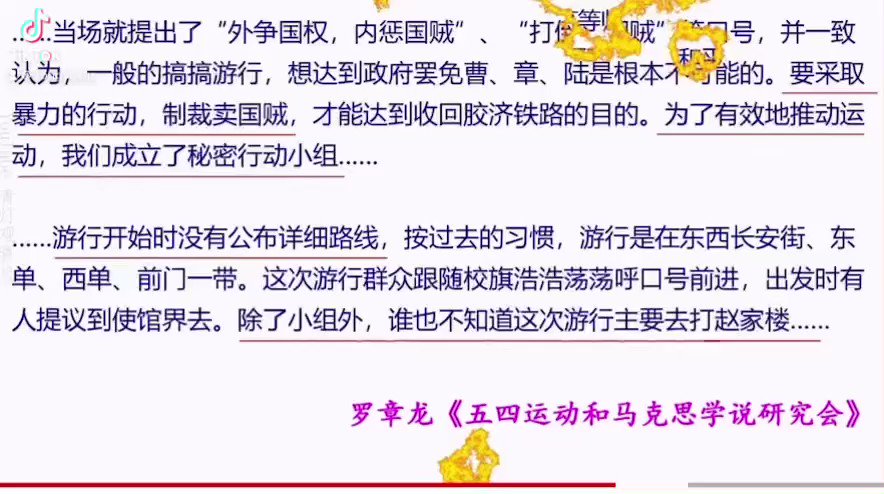 ……当场就提出了“外争国权，内惩国贼”、“打倒 国贼”等口号，并一致
认为，一般的搞搞游行，想达到政府罢免曹、章、陆是根本不可能的。要采取
暴力的行动，制裁卖国贼，才能达到收回胶济铁路的目的。为了有效地推动运
动，我们成立了秘密行动小组……
……游行开始时没有公布详细路线，按过去的习惯，游行是在东西长安街、东
单、西单、前门一带。这次游行群众跟随校旗浩浩荡荡呼口号前进，出发时有
人提议到使馆界去。除了小组外，谁也不知道这次游行主要去打赵家楼……
罗章龙《五四运动和马克思学说研究会》